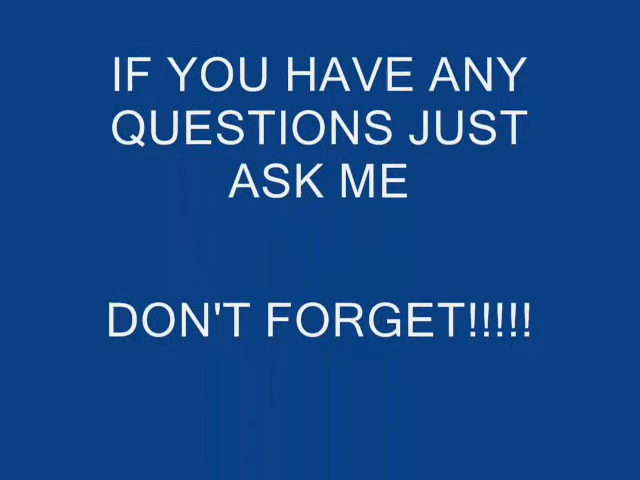 IF YOU HAVE ANY
QUESTIONS JUST
ASK ME
DON'T FORGET!!!!!